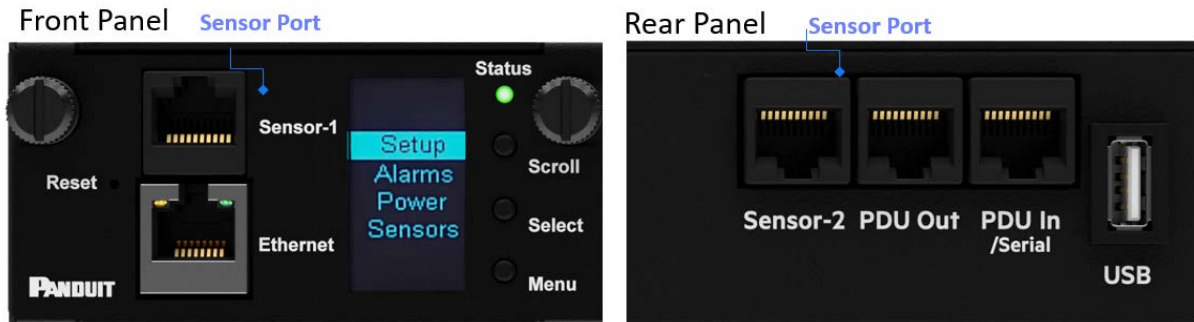 Front Panel
Sensor Port
Status
Sensor-1
Setup
Alarms
Scroll
Reset
Power
Select
Sensors
Ethernet
PANDUIT
Menu
Rear Panel
Sensor Port
Sensor-2
PDU Out
PDU In
/Serial
USB